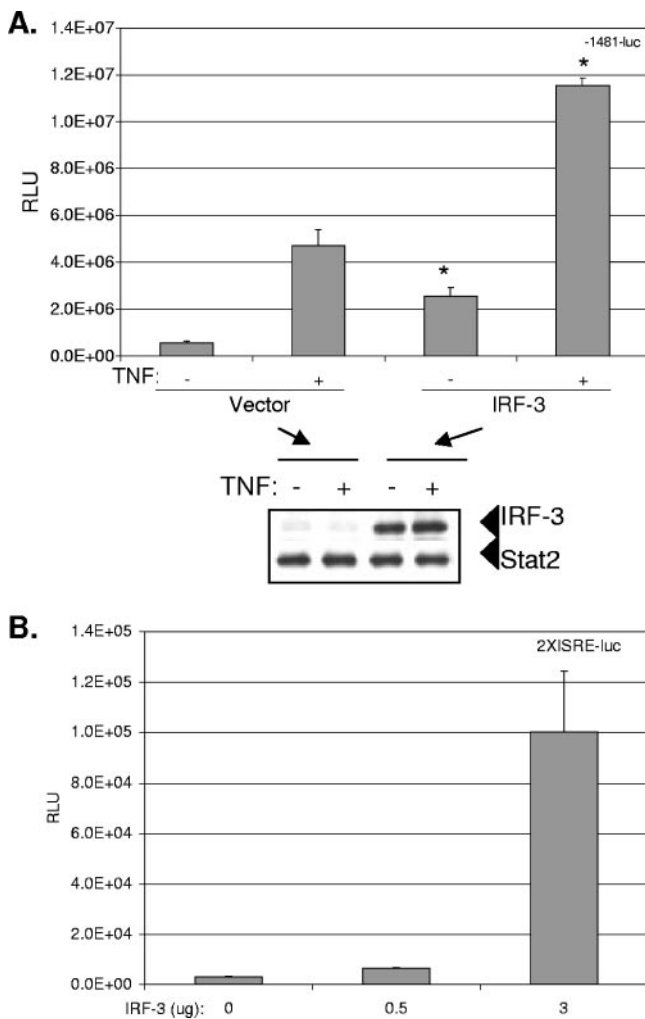 A.
-1481-luc
1.4E+07
1.2E+07
1.0E+07
8.0E+06
6.0E+06
4.0E+06
2.0E+06
0.0E+00
RLU
* *
TNF: - + - +
Vector IRF-3
TNF: - + - +
IRF-3
Stat2
B.
2XISRE-luc
1.4E+05
1.2E+05
1.0E+05
8.0E+04
6.0E+04
4.0E+04
2.0E+04
0.0E+00
RLU
IRF-3 (ug): 0 0.5 3